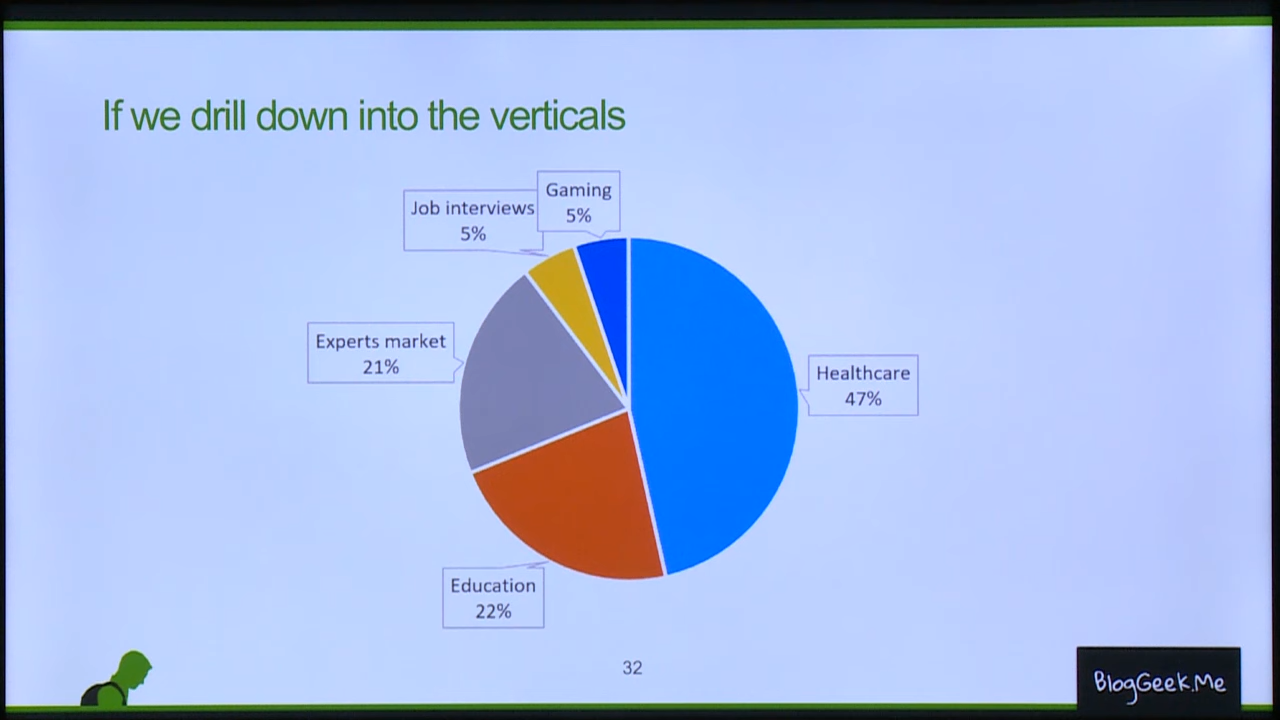 If we drill down into the verticals
Gaming
5%
Job interviews
5%
Experts market
21%
Healthcare
47%
Education
22%
32
BlogGeek.Me